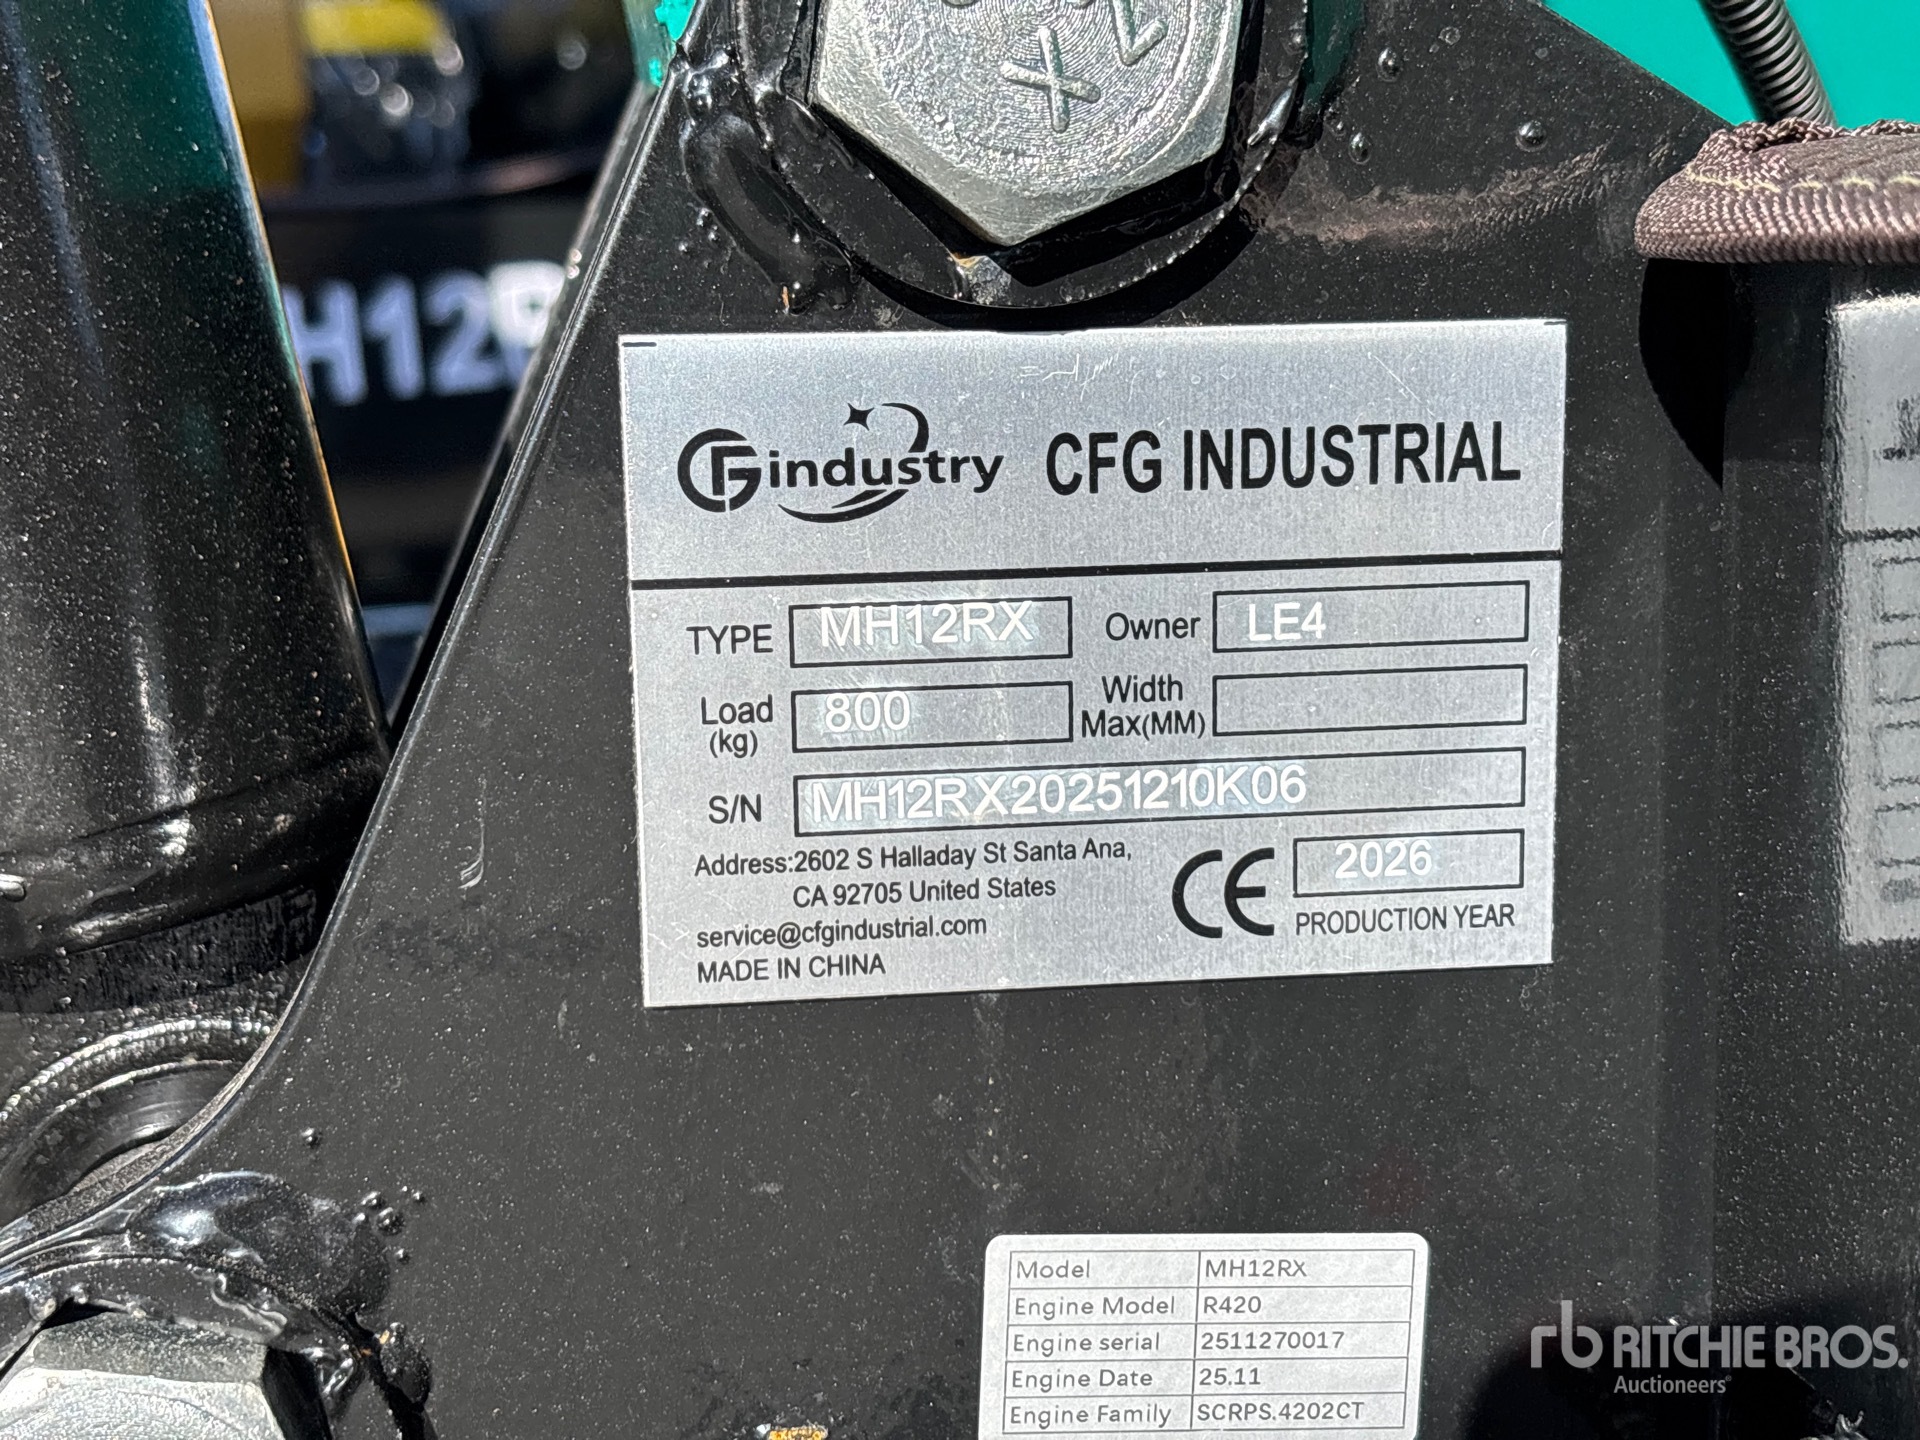 H12R
Gindustry CFG INDUSTRIAL
TYPE MH12RX Owner LE4
Load (kg) 800 Width Max(MM)
S/N MH12RX20251210K06
Address:2602 S Halladay St Santa Ana,
CA 92705 United States
service@cfgindustrial.com
MADE IN CHINA
CE 2026
PRODUCTION YEAR
Model MH12RX
Engine Model R420
Engine serial 2511270017
Engine Date 25.11
Engine Family SCRPS.4202CT
rb RITCHIE BROS.
Auctioneers